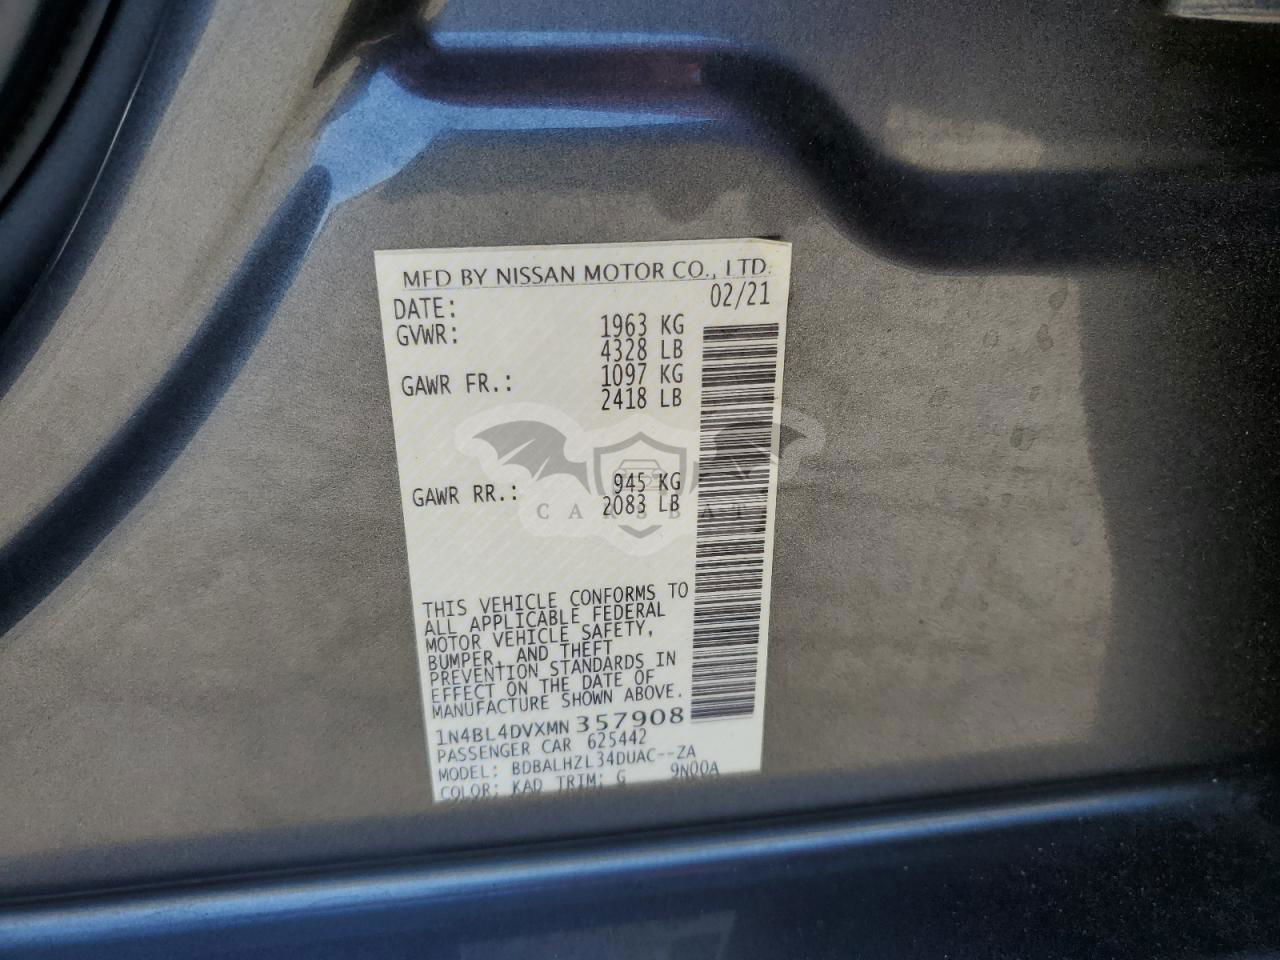 MFD BY NISSAN MOTOR CO., LTD.
DATE: 02/21
GVWR: 1963 KG
4328 LB
GAWR FR.: 1097 KG
2418 LB
GAWR RR.: 945 KG
2083 LB
CARSBAT
THIS VEHICLE CONFORMS TO
ALL APPLICABLE FEDERAL
MOTOR VEHICLE SAFETY,
BUMPER, AND THEFT
PREVENTION STANDARDS IN
EFFECT ON THE DATE OF
MANUFACTURE SHOWN ABOVE.
1N4BL4DVXMN 357908
PASSENGER CAR 625442
MODEL: BDBALHZL34DUAC--ZA
COLOR: KAD TRIM: G 9N00A